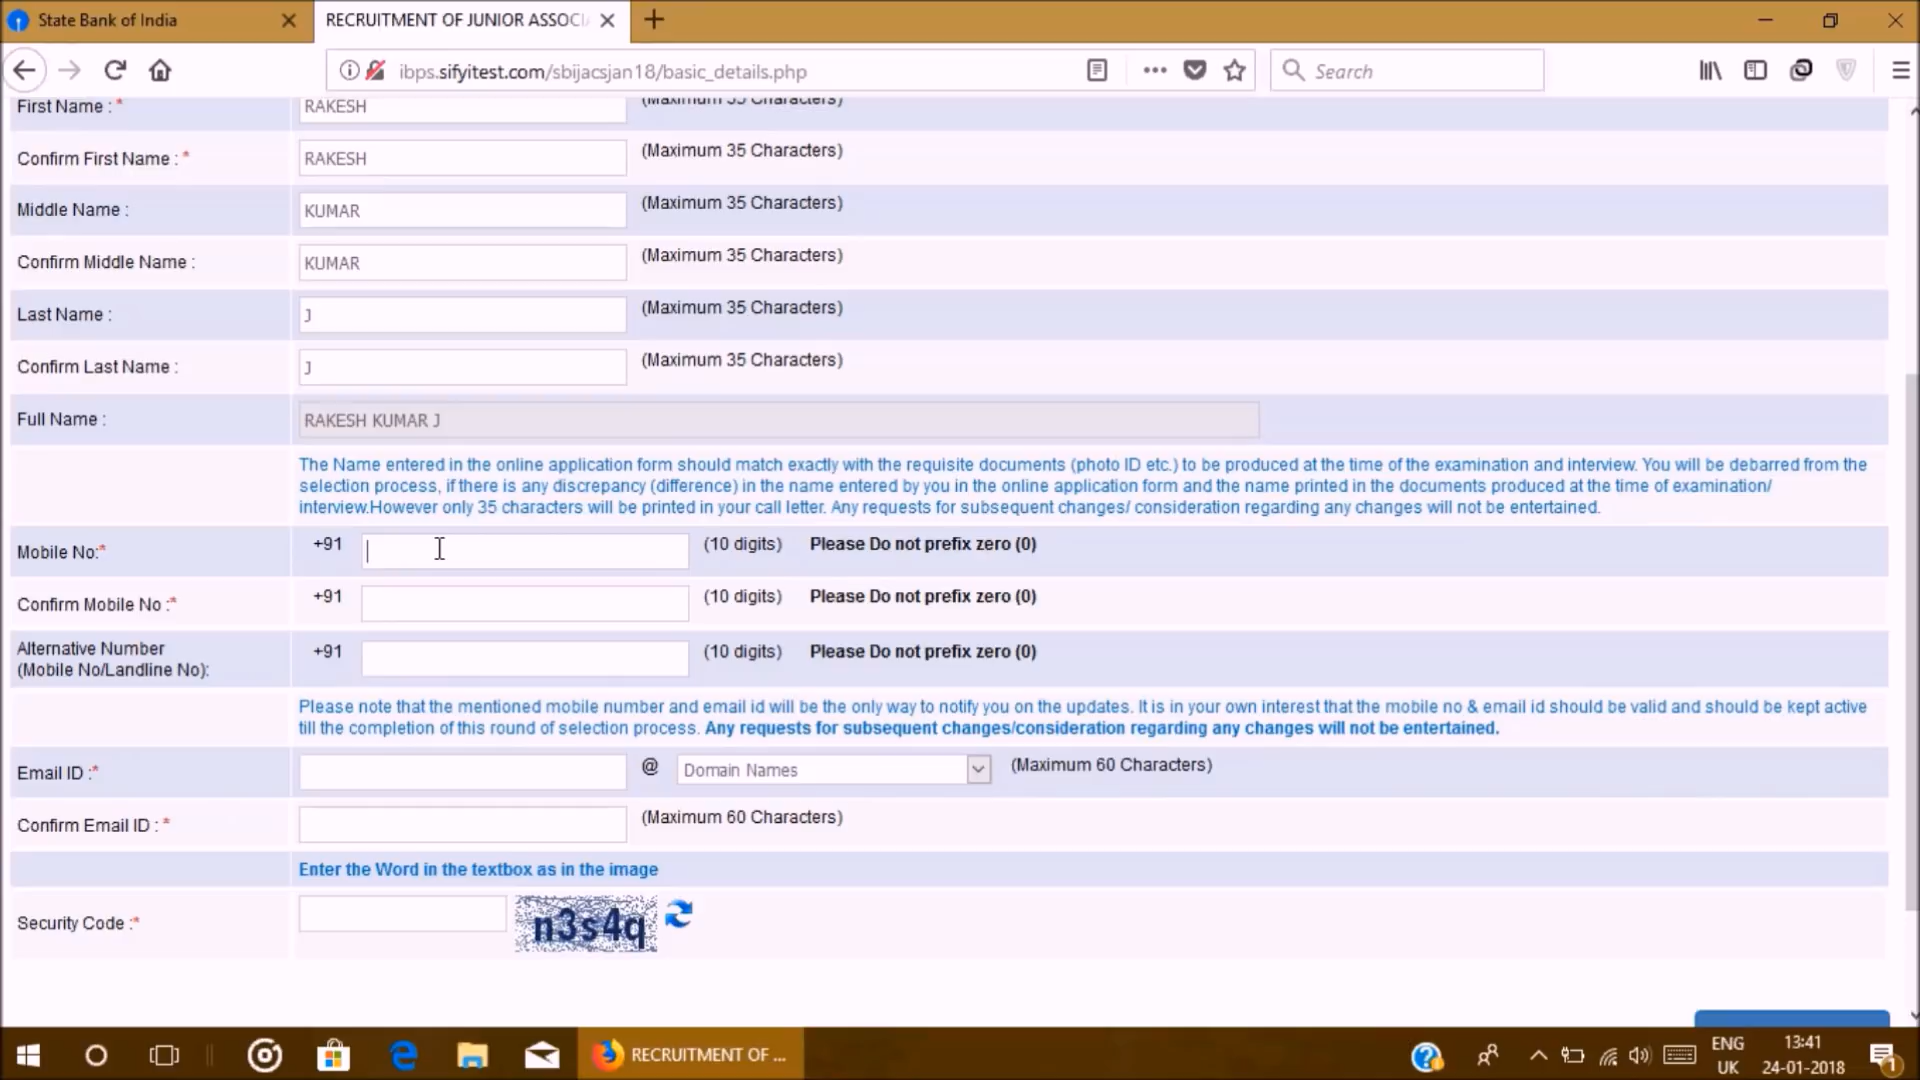 State Bank of India
RECRUITMENT OF JUNIOR ASSOCI
ibps.sifyitest.com/sbijacsjan18/basic_details.php
Search
First Name : * RAKESH (Maximum 35 Characters)
Confirm First Name : * RAKESH (Maximum 35 Characters)
Middle Name : KUMAR (Maximum 35 Characters)
Confirm Middle Name : KUMAR (Maximum 35 Characters)
Last Name : J (Maximum 35 Characters)
Confirm Last Name : J (Maximum 35 Characters)
Full Name : RAKESH KUMAR J
The Name entered in the online application form should match exactly with the requisite documents (photo ID etc.) to be produced at the time of the examination and interview. You will be debarred from the
selection process, if there is any discrepancy (difference) in the name entered by you in the online application form and the name printed in the documents produced at the time of examination/
interview.However only 35 characters will be printed in your call letter. Any requests for subsequent changes/ consideration regarding any changes will not be entertained.
Mobile No:* +91 (10 digits) Please Do not prefix zero (0)
Confirm Mobile No :* +91 (10 digits) Please Do not prefix zero (0)
Alternative Number
(Mobile No/Landline No): +91 (10 digits) Please Do not prefix zero (0)
Please note that the mentioned mobile number and email id will be the only way to notify you on the updates. It is in your own interest that the mobile no & email id should be valid and should be kept active
till the completion of this round of selection process. Any requests for subsequent changes/consideration regarding any changes will not be entertained.
Email ID :* @ Domain Names (Maximum 60 Characters)
Confirm Email ID : * (Maximum 60 Characters)
Enter the Word in the textbox as in the image
Security Code :* n3s4q
RECRUITMENT OF ...
ENG 13:41
UK 24-01-2018 1